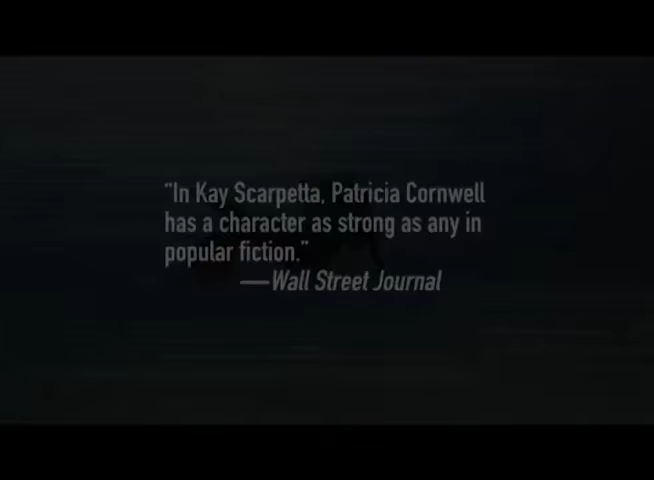 "In Kay Scarpetta, Patricia Cornwell
has a character as strong as any in
popular fiction."
—Wall Street Journal